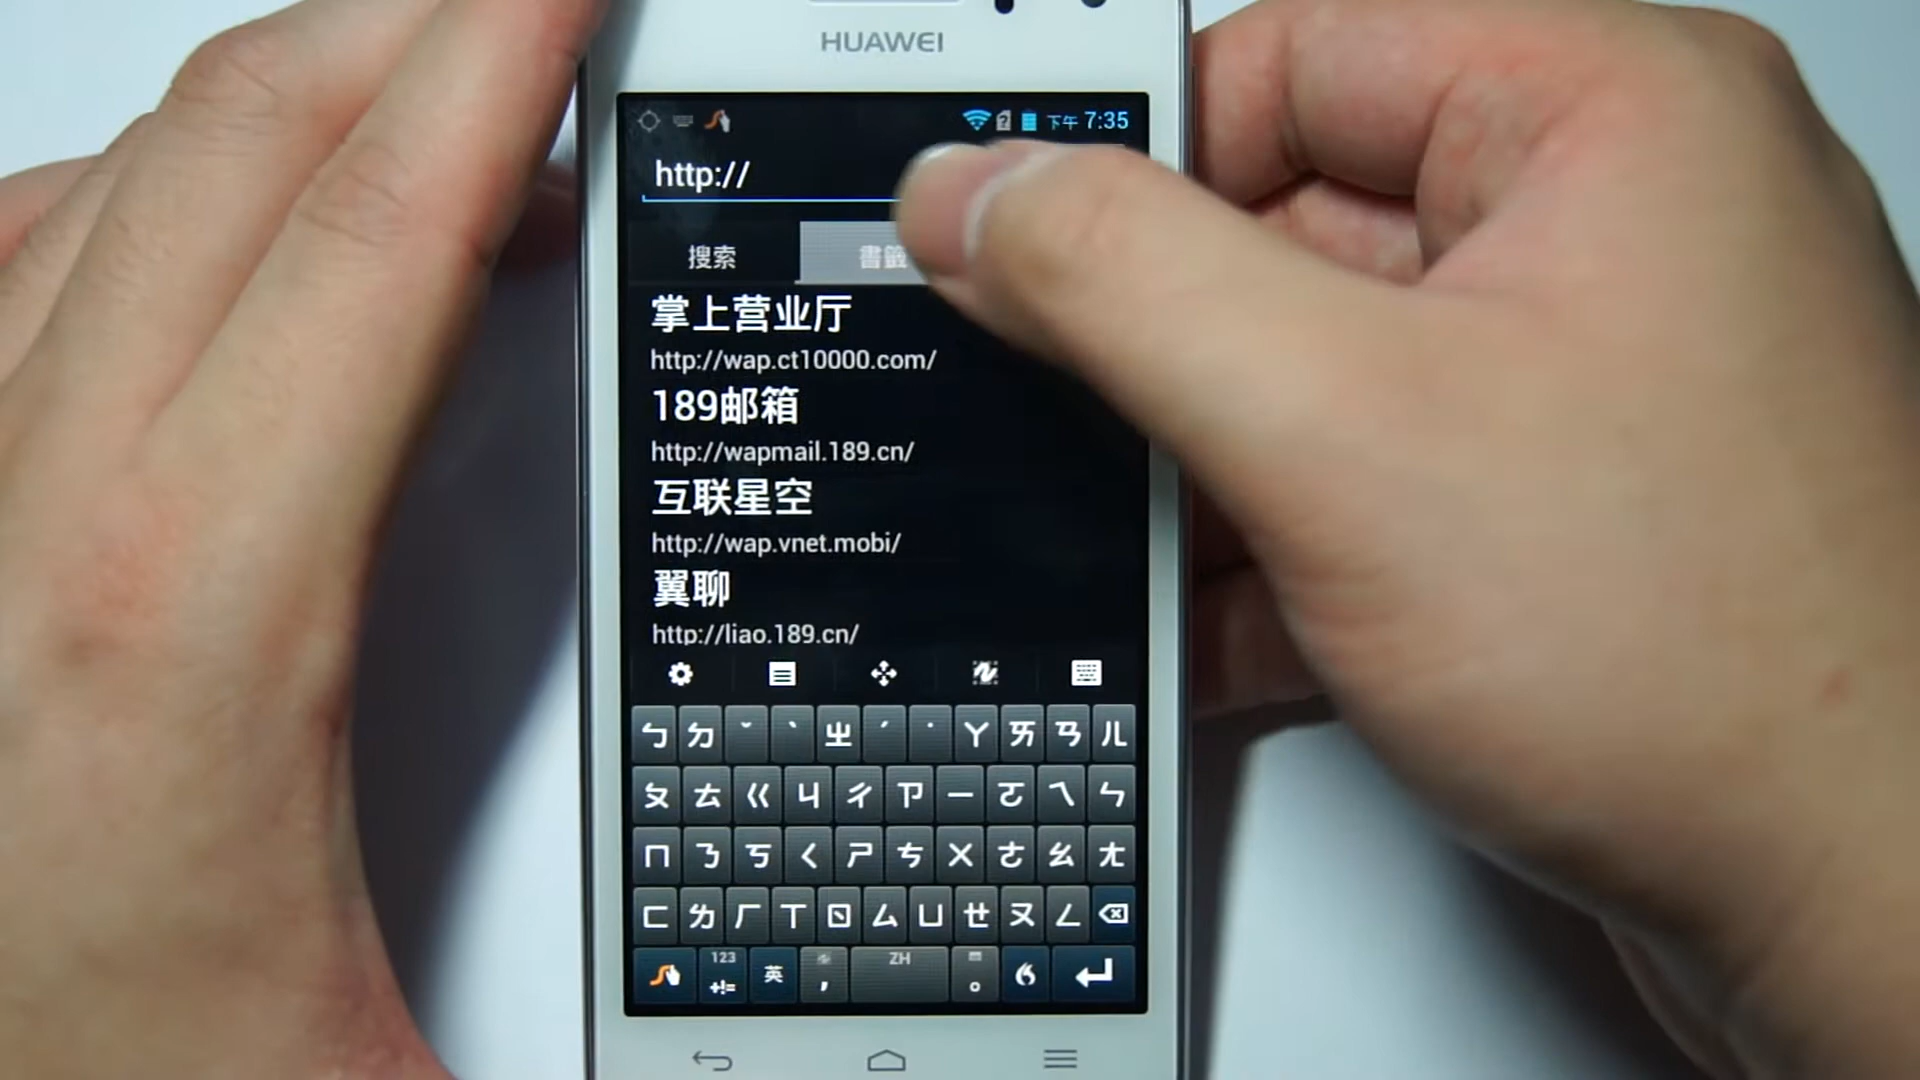 HUAWEI
下午 7:35
http://
搜索 書籤
掌上营业厅
http://wap.ct10000.com/
189邮箱
http://wapmail.189.cn/
互联星空
http://wap.vnet.mobi/
翼聊
http://liao.189.cn/
ㄅ ㄉ ˇ ˋ ㄓ ˊ ˙ ㄚ ㄞ ㄢ ㄦ
ㄆ ㄊ ㄍ ㄐ ㄔ ㄗ ㄧ ㄛ ㄟ ㄣ
ㄇ ㄋ ㄎ ㄑ ㄕ ㄘ ㄨ ㄜ ㄠ ㄤ
ㄈ ㄌ ㄏ ㄒ ㄖ ㄙ ㄩ ㄝ ㄡ ㄥ
123 ZH
+!= 英 , 。